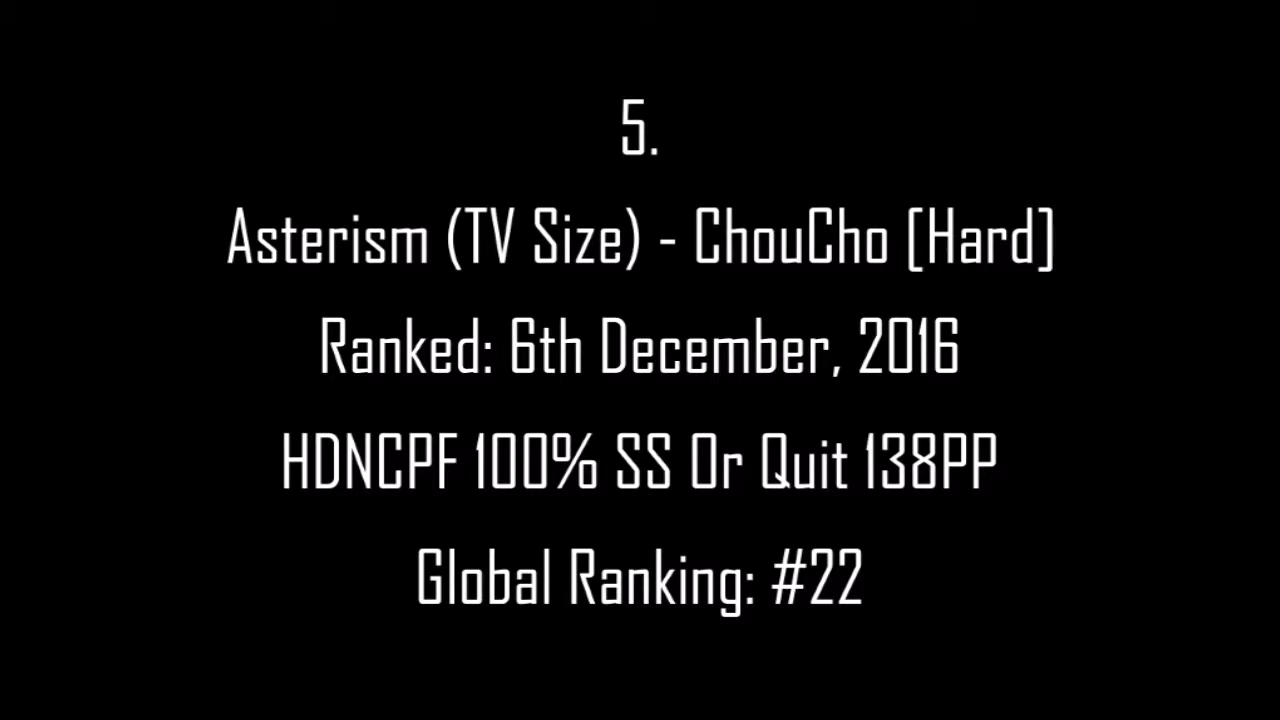 5.
Asterism (TV Size) - ChouCho [Hard]
Ranked: 6th December, 2016
HDNCPF 100% SS Or Quit 138PP
Global Ranking: #22